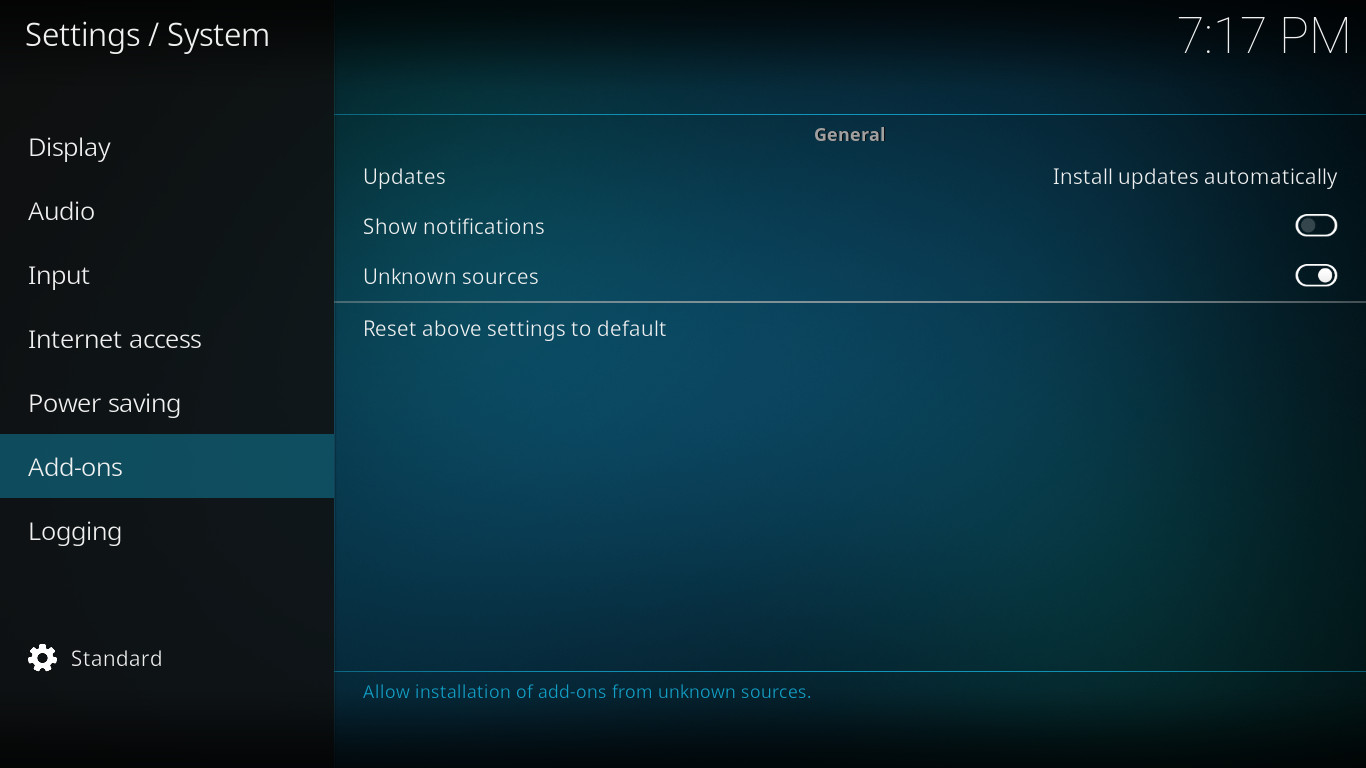 Settings / System
7:17 PM
Display
Audio
Input
Internet access
Power saving
Add-ons
Logging
Standard
General
Updates
Install updates automatically
Show notifications
Unknown sources
Reset above settings to default
Allow installation of add-ons from unknown sources.